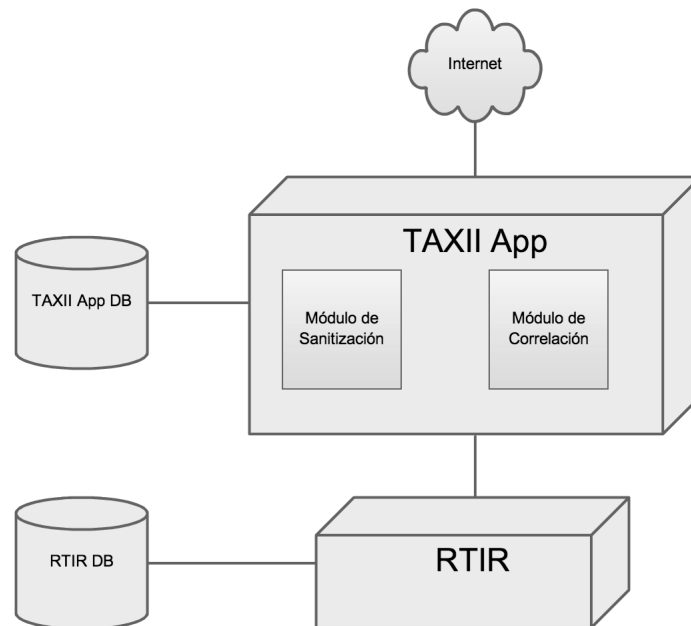 Internet
TAXII App
TAXII App DB
Módulo de
Sanitización
Módulo de
Correlación
RTIR DB
RTIR